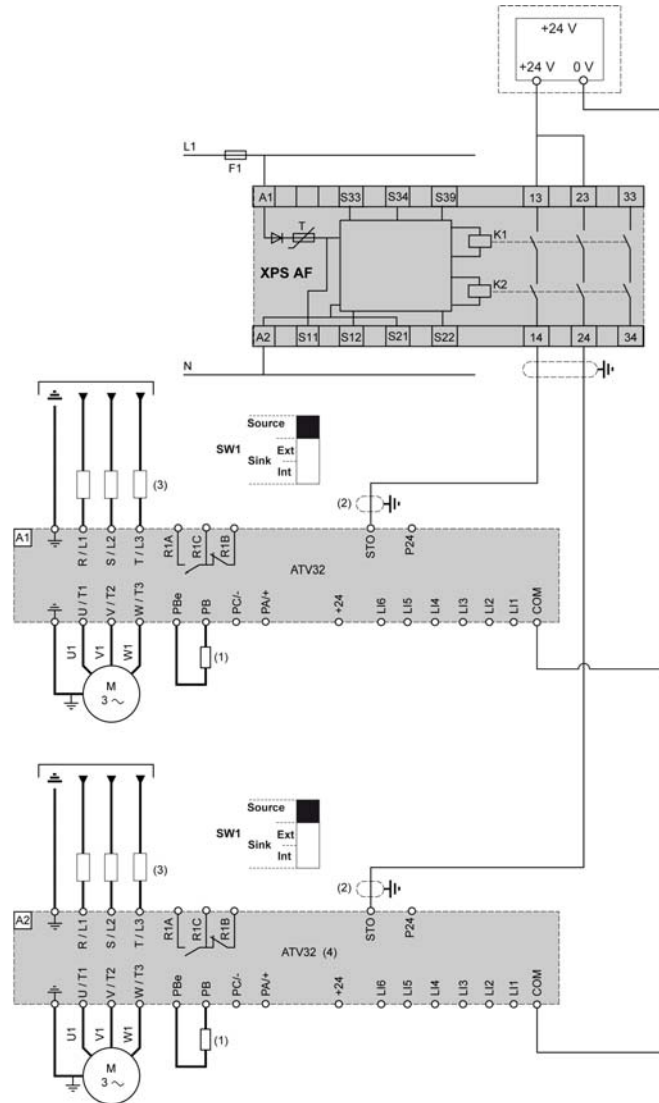 +24 V
+24 V 0 V
L1
F1
A1 S33 S34 S39 13 23 33
T
K1
XPS AF
K2
A2 S11 S12 S21 S22 14 24 34
N
Source
SW1 Ext
Sink
Int
(3)
(2)
A1
R / L1 S / L2 T / L3 R1A R1C R1B STO P24
ATV32
U / T1 V / T2 W / T3 PBe PB PC/- PA/+ +24 LI6 LI5 LI4 LI3 LI2 LI1 COM
U1 V1 W1
(1)
M
3 ~
Source
SW1 Ext
Sink
Int
(3)
(2)
A2
R / L1 S / L2 T / L3 R1A R1C R1B STO P24
ATV32 (4)
U / T1 V / T2 W / T3 PBe PB PC/- PA/+ +24 LI6 LI5 LI4 LI3 LI2 LI1 COM
U1 V1 W1
(1)
M
3 ~